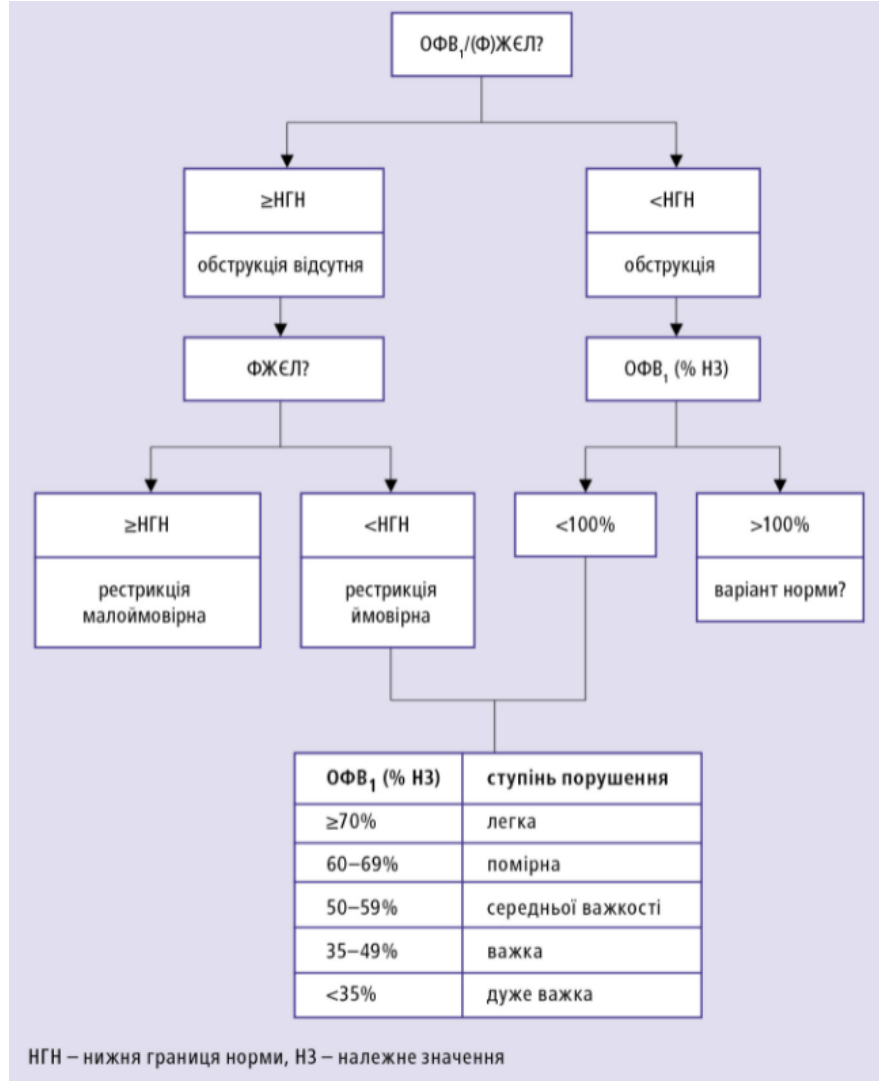 ОФВ₁/(Ф)ЖЄЛ?
≥НГН
обструкція відсутня
<НГН
обструкція
ФЖЄЛ?
ОФВ₁ (% НЗ)
≥НГН
рестрикція
малоймовірна
<НГН
рестрикція
ймовірна
<100%
>100%
варіант норми?
ОФВ₁ (% НЗ) ступінь порушення
≥70% легка
60–69% помірна
50–59% середньої важкості
35–49% важка
<35% дуже важка
НГН – нижня границя норми, НЗ – належне значення